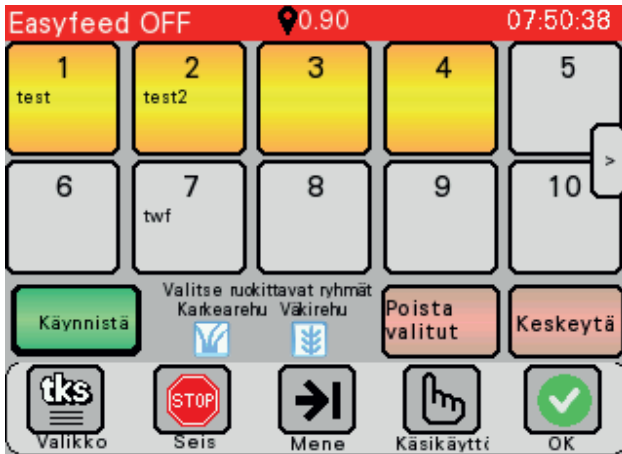 Easyfeed OFF 0.90 07:50:38
1 2 3 4 5
test test2
>
6 7 8 9 10
twf
Valitse ruokittavat ryhmät
Karkearehu Väkirehu
Käynnistä
Poista
valitut
Keskeytä
tks STOP
Valikko Seis Mene Käsikäyttö OK